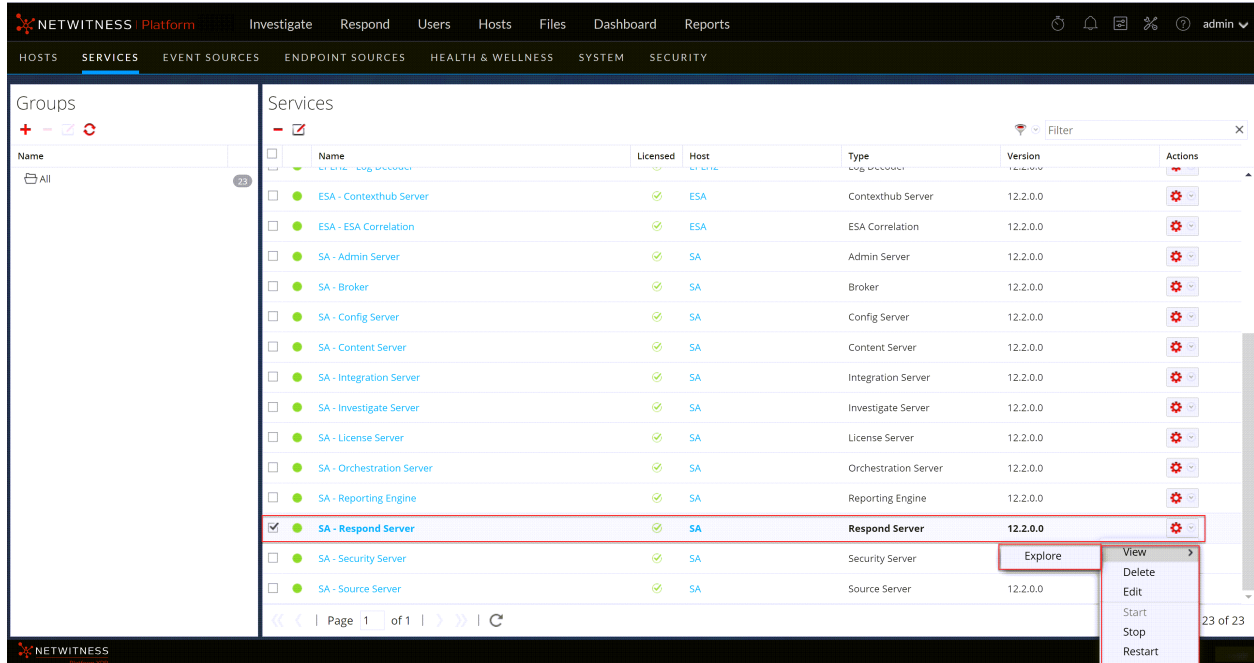 NETWITNESS | Platform Investigate Respond Users Hosts Files Dashboard Reports admin
HOSTS SERVICES EVENT SOURCES ENDPOINT SOURCES HEALTH & WELLNESS SYSTEM SECURITY
Groups
Name
All 23
Services
Filter
Name Licensed Host Type Version Actions
ESA - Contexthub Server ESA Contexthub Server 12.2.0.0
ESA - ESA Correlation ESA ESA Correlation 12.2.0.0
SA - Admin Server SA Admin Server 12.2.0.0
SA - Broker SA Broker 12.2.0.0
SA - Config Server SA Config Server 12.2.0.0
SA - Content Server SA Content Server 12.2.0.0
SA - Integration Server SA Integration Server 12.2.0.0
SA - Investigate Server SA Investigate Server 12.2.0.0
SA - License Server SA License Server 12.2.0.0
SA - Orchestration Server SA Orchestration Server 12.2.0.0
SA - Reporting Engine SA Reporting Engine 12.2.0.0
SA - Respond Server SA Respond Server 12.2.0.0
SA - Security Server SA Security Server
SA - Source Server SA Source Server 12.2.0.0
Explore
View
Delete
Edit
Start
Stop
Restart
Page 1 of 1 23 of 23
NETWITNESS